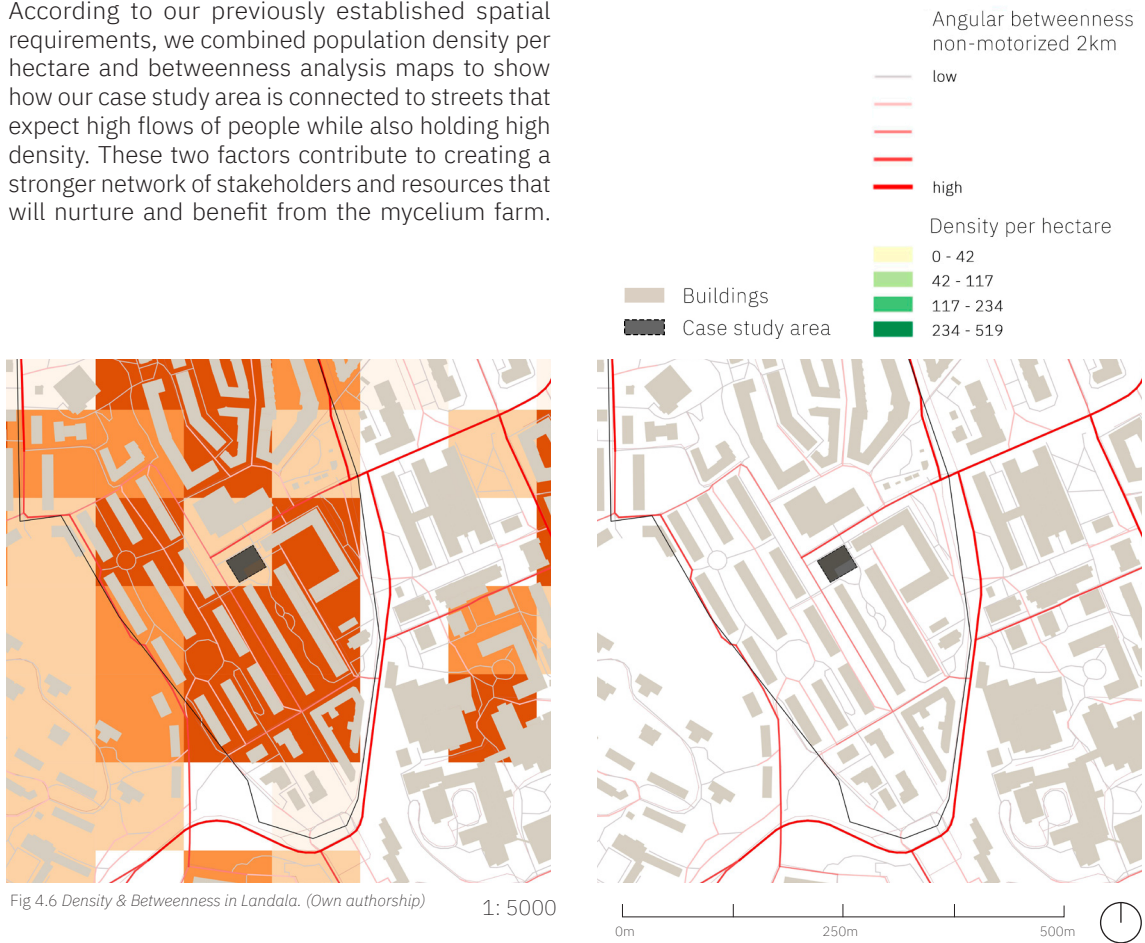 According to our previously established spatial
requirements, we combined population density per
hectare and betweenness analysis maps to show
how our case study area is connected to streets that
expect high flows of people while also holding high
density. These two factors contribute to creating a
stronger network of stakeholders and resources that
will nurture and benefit from the mycelium farm.
Angular betweenness
non-motorized 2km
low
high
Density per hectare
0 - 42
42 - 117
117 - 234
234 - 519
Buildings
Case study area
Fig 4.6 Density & Betweenness in Landala. (Own authorship)
1: 5000
0m
250m
500m